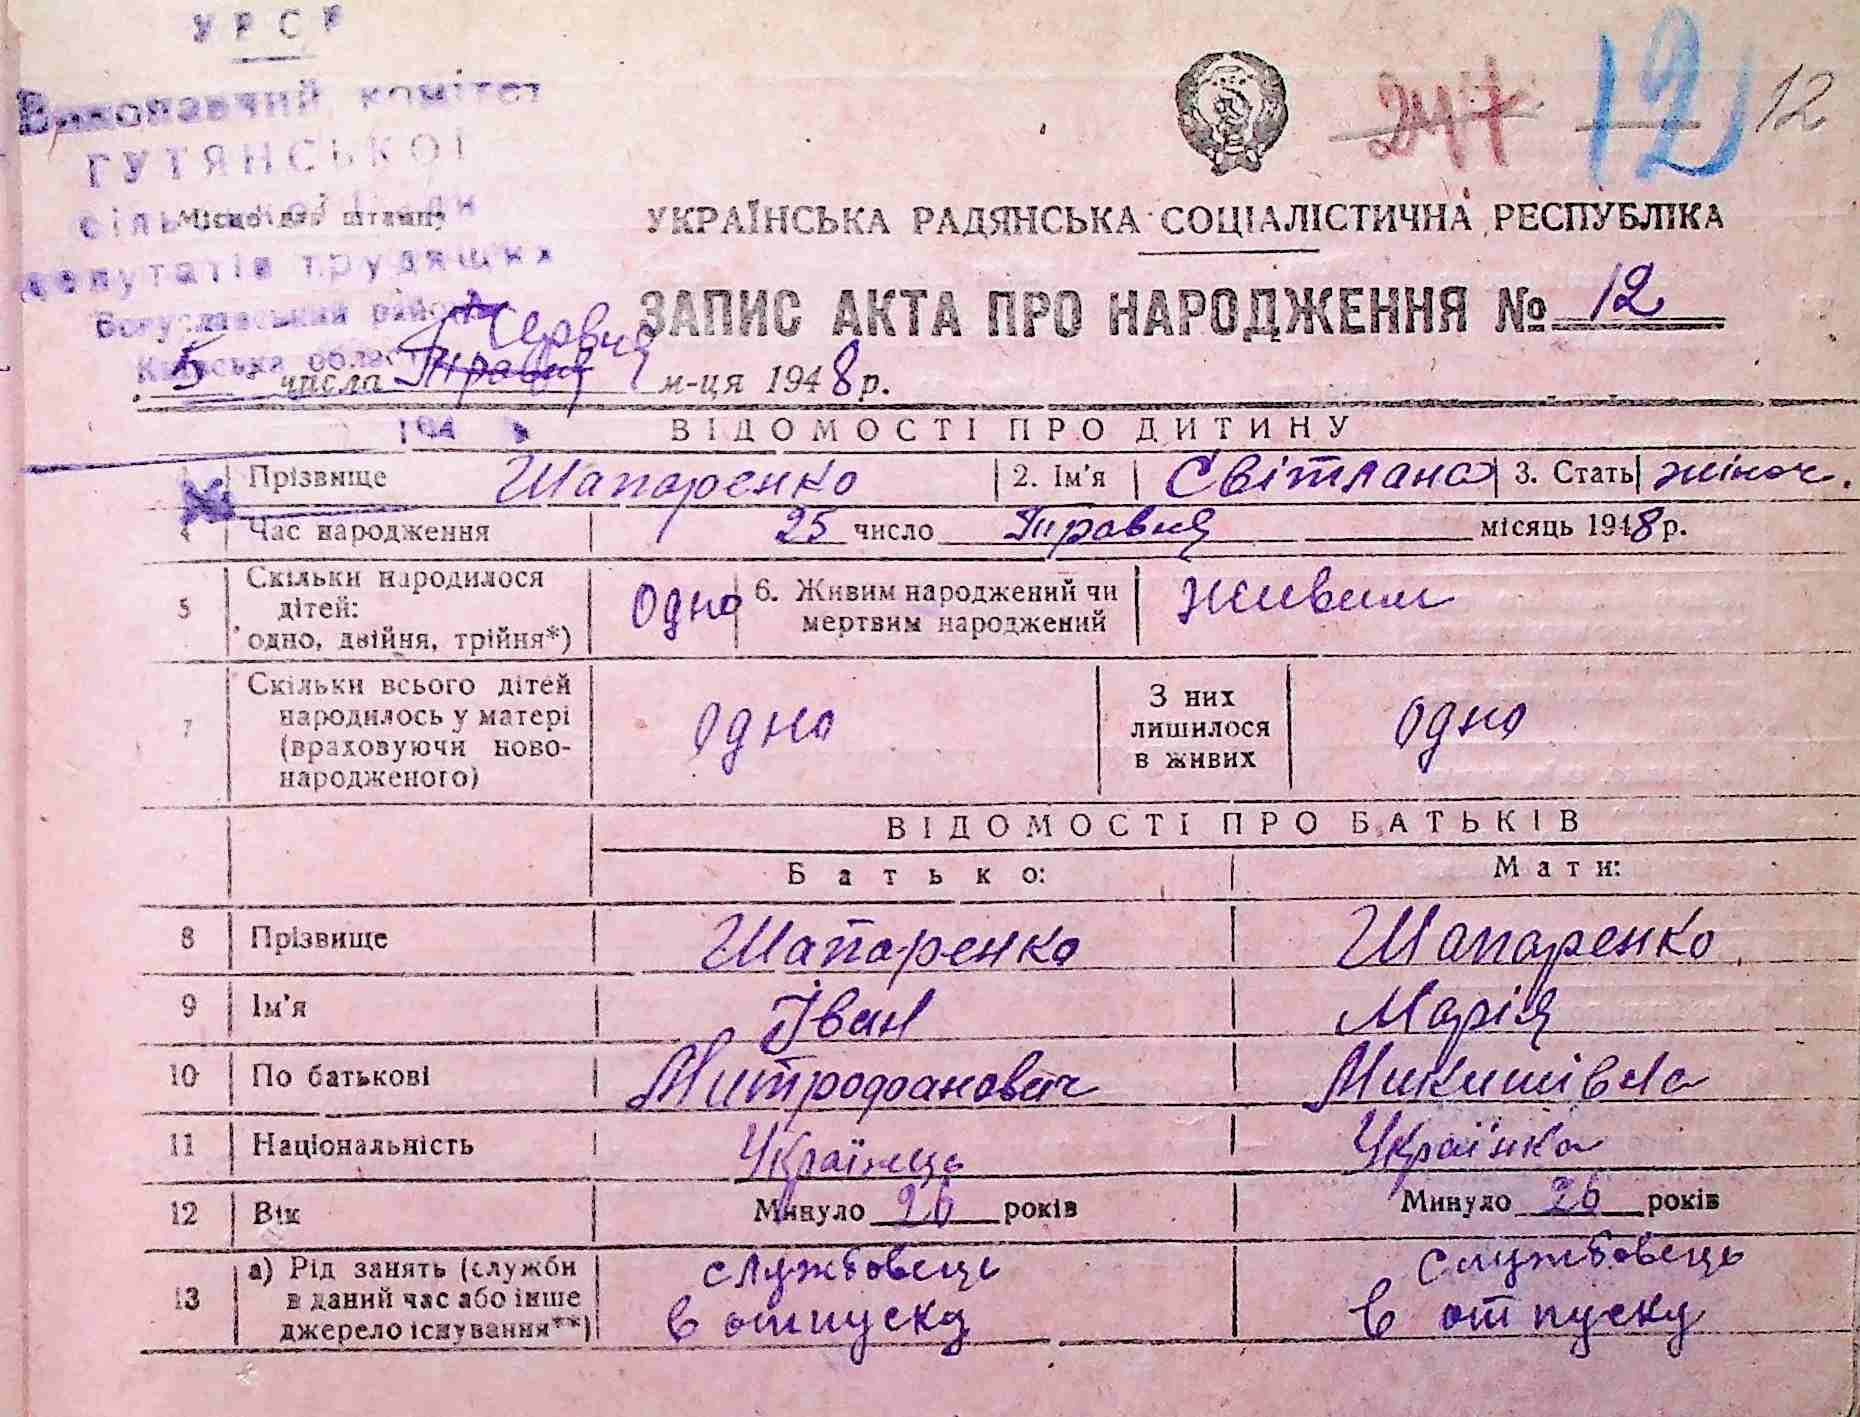 УРСР
Виконавчий комітет
ГУТЯНСЬКОЇ
сільської Ради
депутатів трудящих
Богуславський район
Київська област
Місце для штампу
247 12 12
УКРАЇНСЬКА РАДЯНСЬКА СОЦІАЛІСТИЧНА РЕСПУБЛІКА
ЗАПИС АКТА ПРО НАРОДЖЕННЯ № 12
Червня
5 числа Травня м-ця 1948 р.
194
ВІДОМОСТІ ПРО ДИТИНУ
Прізвище Шапаренко 2. Ім'я Світлана 3. Стать жіноч.
4 Час народження 25 число Травня місяць 1948 р.
5 Скільки народилося дітей: одно, двійня, трійня*) Одно 6. Живим народжений чи мертвим народжений Живим
7 Скільки всього дітей народилось у матері (враховуючи новонародженого) Одно З них лишилося в живих Одно
ВІДОМОСТІ ПРО БАТЬКІВ
Батько: Мати:
8 Прізвище Шапаренко Шапаренко
9 Ім'я Іван Марія
10 По батькові Митрофанович Микитівна
11 Національність Українець Українка
12 Вік Минуло 26 років Минуло 26 років
13 а) Рід занять (служби в даний час або інше джерело існування**) службовець службовець
в отпуску в отпуску